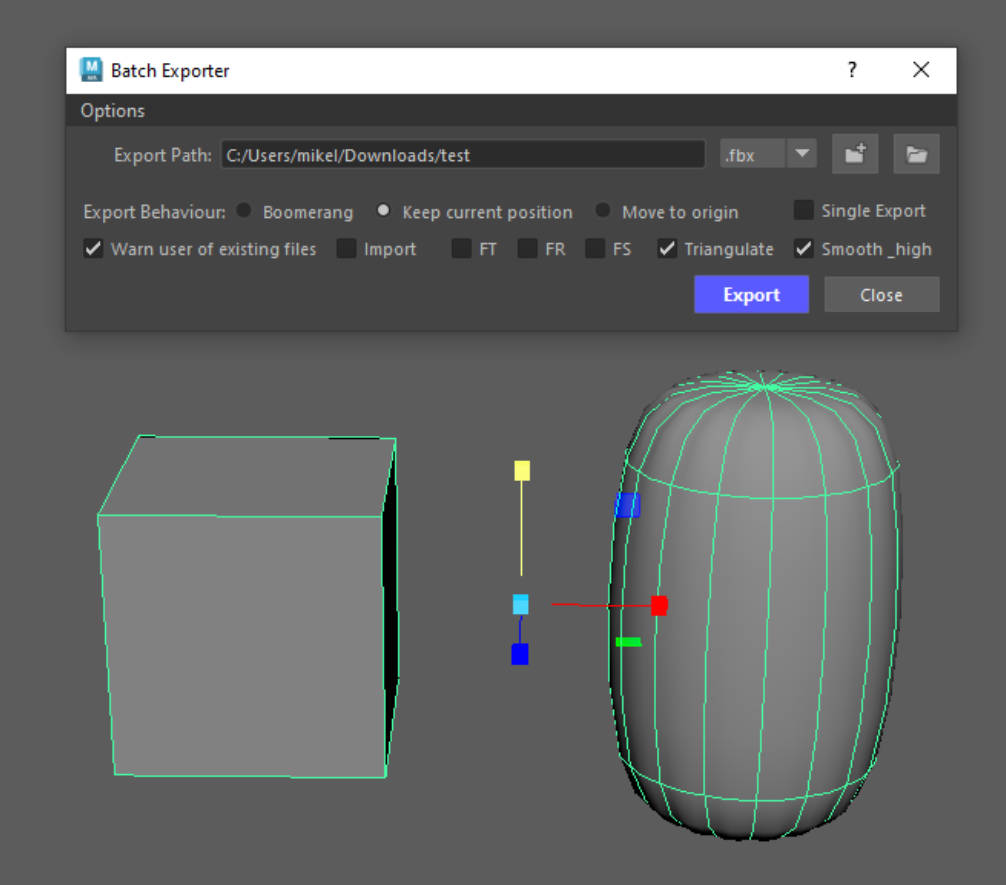 Batch Exporter ?
Options
Export Path: C:/Users/mikel/Downloads/test .fbx
Export Behaviour: Boomerang Keep current position Move to origin Single Export
Warn user of existing files Import FT FR FS Triangulate Smooth _high
Export Close